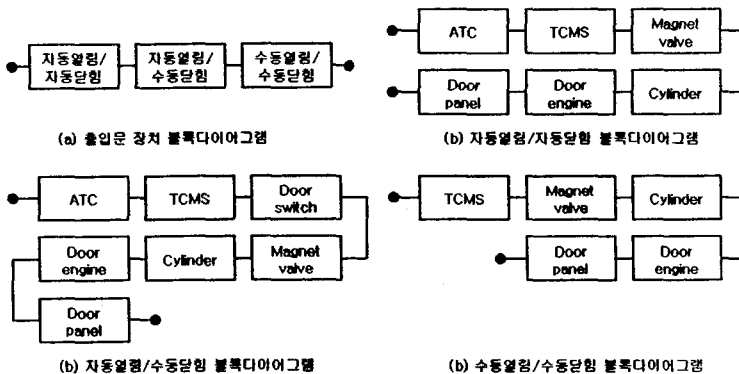 자동열림/
자동닫힘
자동열림/
수동닫힘
수동열림/
수동닫힘
(a) 출입문 장치 블록다이어그램
ATC
TCMS
Magnet
valve
Door
panel
Door
engine
Cylinder
(b) 자동열림/자동닫힘 블록다이어그램
ATC
TCMS
Door
switch
Door
engine
Cylinder
Magnet
valve
Door
panel
(b) 자동열림/수동닫힘 블록다이어그램
TCMS
Magnet
valve
Cylinder
Door
panel
Door
engine
(b) 수동열림/수동닫힘 블록다이어그램